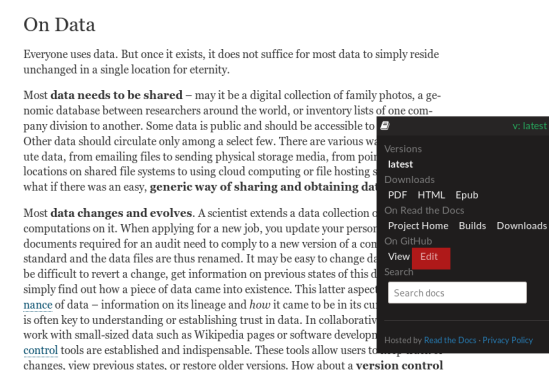 On Data
Everyone uses data. But once it exists, it does not suffice for most data to simply reside
unchanged in a single location for eternity.
Most data needs to be shared – may it be a digital collection of family photos, a ge-
nomic database between researchers around the world, or inventory lists of one com-
pany division to another. Some data is public and should be accessible to
Other data should circulate only among a select few. There are various
ute data, from emailing files to sending physical storage media, from
locations on shared file systems to using cloud computing or file hosting
what if there was an easy, generic way of sharing and obtaining
Most data changes and evolves. A scientist extends a data collection
computations on it. When applying for a new job, you update your
documents required for an audit need to comply to a new version of a
standard and the data files are thus renamed. It may be easy to change
be difficult to revert a change, get information on previous states of this
simply find out how a piece of data came into existence. This latter
nance of data – information on its lineage and how it came to be in its
is often key to understanding or establishing trust in data. In
work with small-sized data such as Wikipedia pages or software
control tools are established and indispensable. These tools allow users to
changes, view previous states, or restore older versions. How about a version control
v: latest
Versions
latest
Downloads
PDF HTML Epub
On Read the Docs
Project Home Builds Downloads
On GitHub
View Edit
Search
Search docs
Hosted by Read the Docs · Privacy Policy